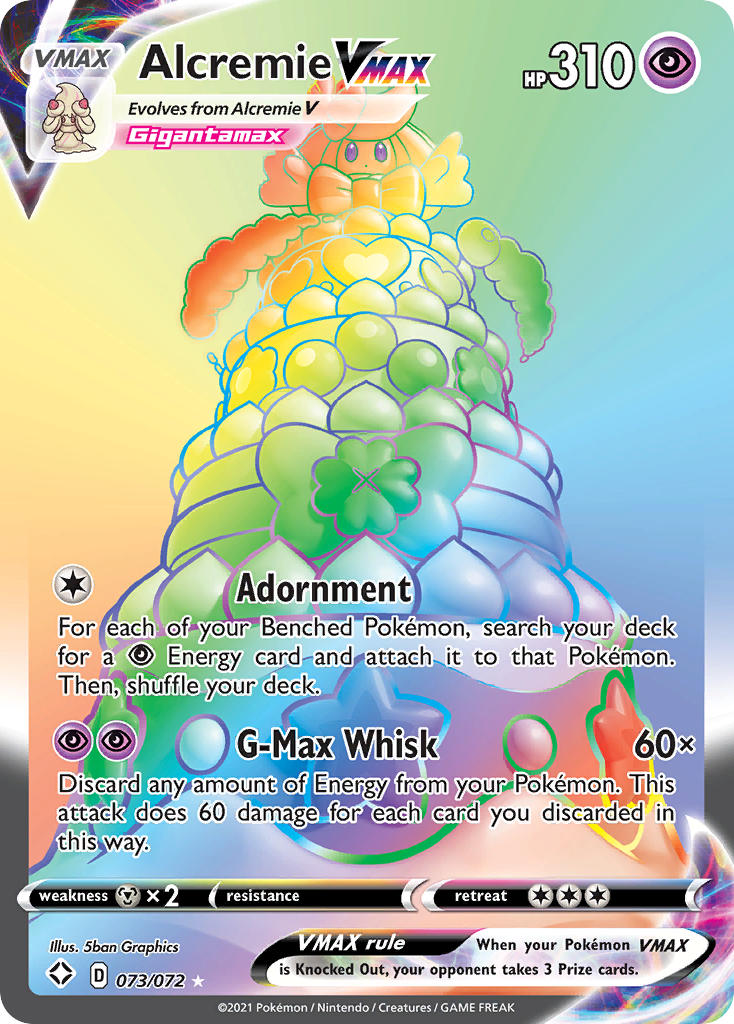 VMAX
Alcremie VMAX
HP 310
Evolves from Alcremie V
Gigantamax
Adornment
For each of your Benched Pokémon, search your deck
for a Energy card and attach it to that Pokémon.
Then, shuffle your deck.
G-Max Whisk 60×
Discard any amount of Energy from your Pokémon. This
attack does 60 damage for each card you discarded in
this way.
weakness ×2 resistance retreat
Illus. 5ban Graphics
VMAX rule When your Pokémon VMAX
is Knocked Out, your opponent takes 3 Prize cards.
D 073/072
©2021 Pokémon / Nintendo / Creatures / GAME FREAK